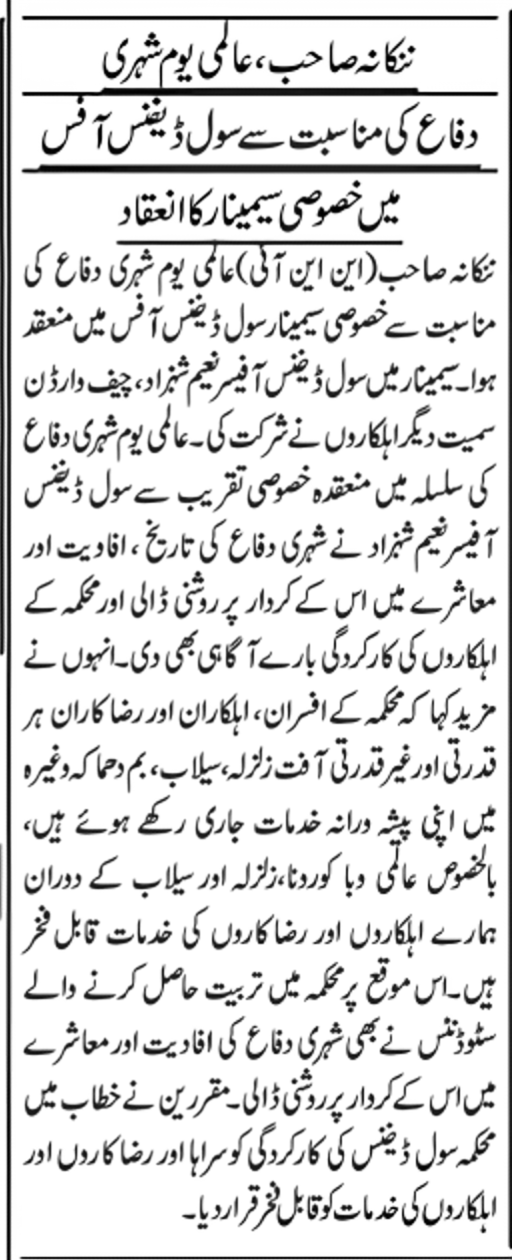 ننکانہ صاحب، عالمی یوم شہری
دفاع کی مناسبت سے سول ڈیفنس آفس
میں خصوصی سیمینار کا انعقاد
ننکانہ صاحب (این این آئی) عالمی یوم شہری دفاع کی
مناسبت سے خصوصی سیمینار سول ڈیفنس آفس میں منعقد
ہوا۔ سیمینار میں سول ڈیفنس آفیسر نعیم شہزاد، چیف وارڈن
سمیت دیگر اہلکاروں نے شرکت کی۔ عالمی یوم شہری دفاع
کی سلسلہ میں منعقدہ خصوصی تقریب سے سول ڈیفنس
آفیسر نعیم شہزاد نے شہری دفاع کی تاریخ، افادیت اور
معاشرے میں اس کے کردار پر روشنی ڈالی اور محکمہ کے
اہلکاروں کی کارکردگی بارے آگاہی بھی دی۔ انہوں نے
مزید کہا کہ محکمہ کے افسران، اہلکاران اور رضا کاران ہر
قدرتی اور غیر قدرتی آفت زلزلہ، سیلاب، بم دھماکہ وغیرہ
میں اپنی پیشہ ورانہ خدمات جاری رکھے ہوئے ہیں،
بالخصوص عالمی وبا کوردنا، زلزلہ اور سیلاب کے دوران
ہمارے اہلکاروں اور رضا کاروں کی خدمات قابل فخر
ہیں۔ اس موقع پر محکمہ میں تربیت حاصل کرنے والے
سٹوڈنٹس نے بھی شہری دفاع کی افادیت اور معاشرے
میں اس کے کردار پر روشنی ڈالی۔ مقررین نے خطاب میں
محکمہ سول ڈیفنس کی کارکردگی کو سراہا اور رضا کاروں اور
اہلکاروں کی خدمات کو قابل فخر قرار دیا۔